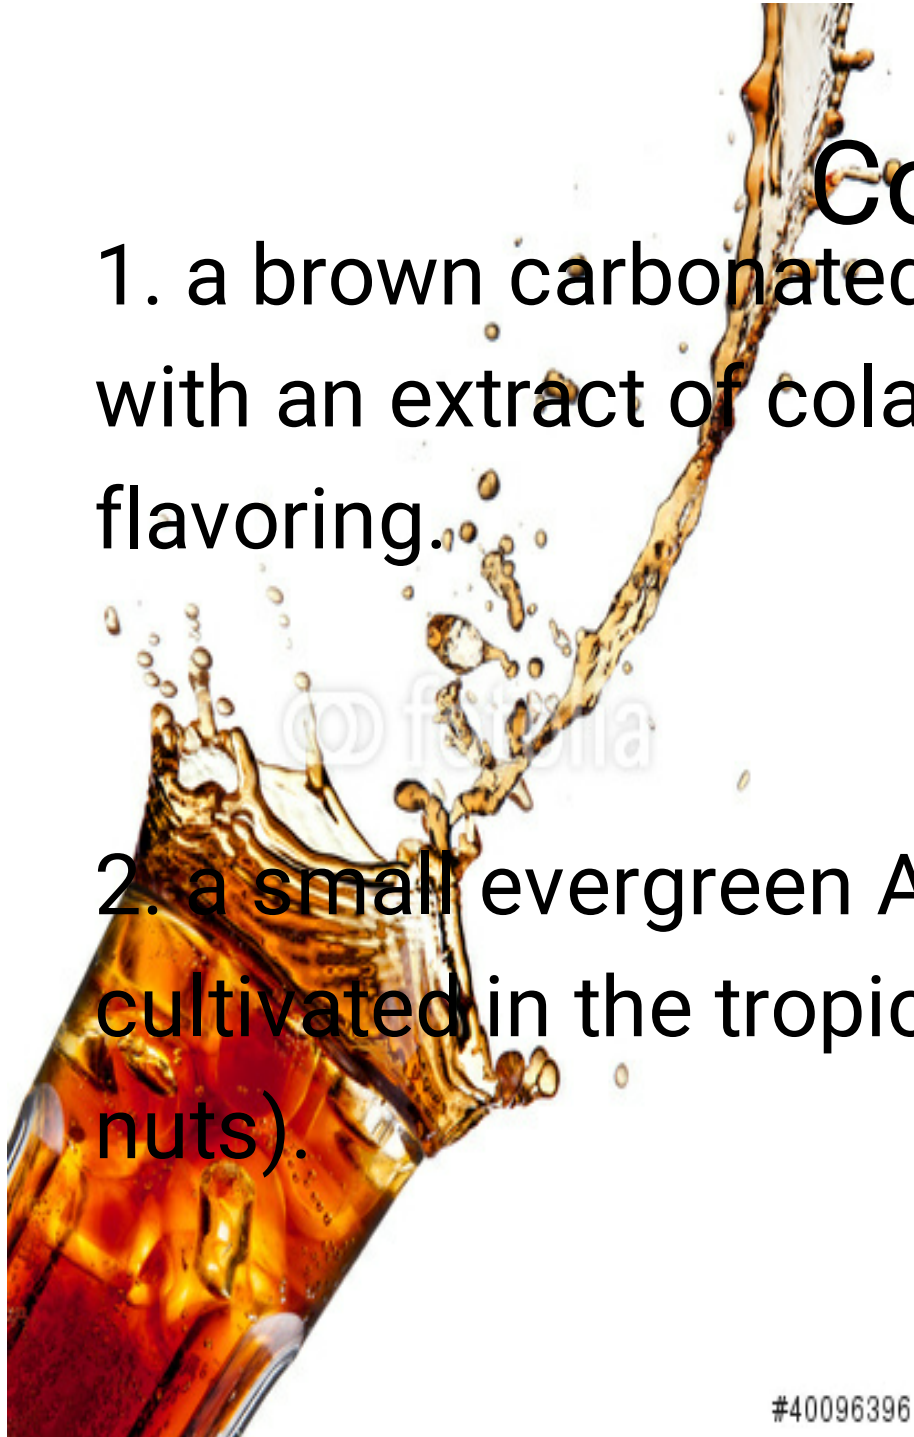 Co
1. a brown carbonated
with an extract of cola
flavoring.
fotolia
2. a small evergreen A
cultivated in the tropic
nuts).
#40096396